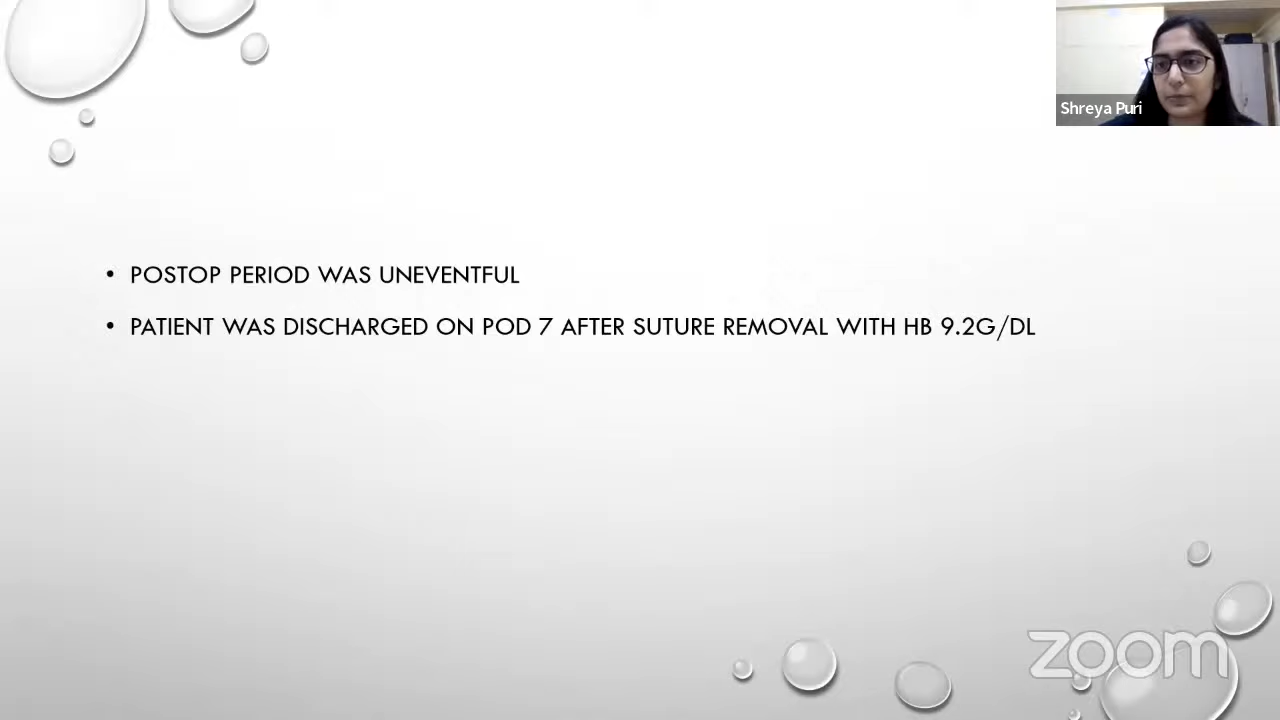 Shreya Puri
• POSTOP PERIOD WAS UNEVENTFUL
• PATIENT WAS DISCHARGED ON POD 7 AFTER SUTURE REMOVAL WITH HB 9.2G/DL
zoom